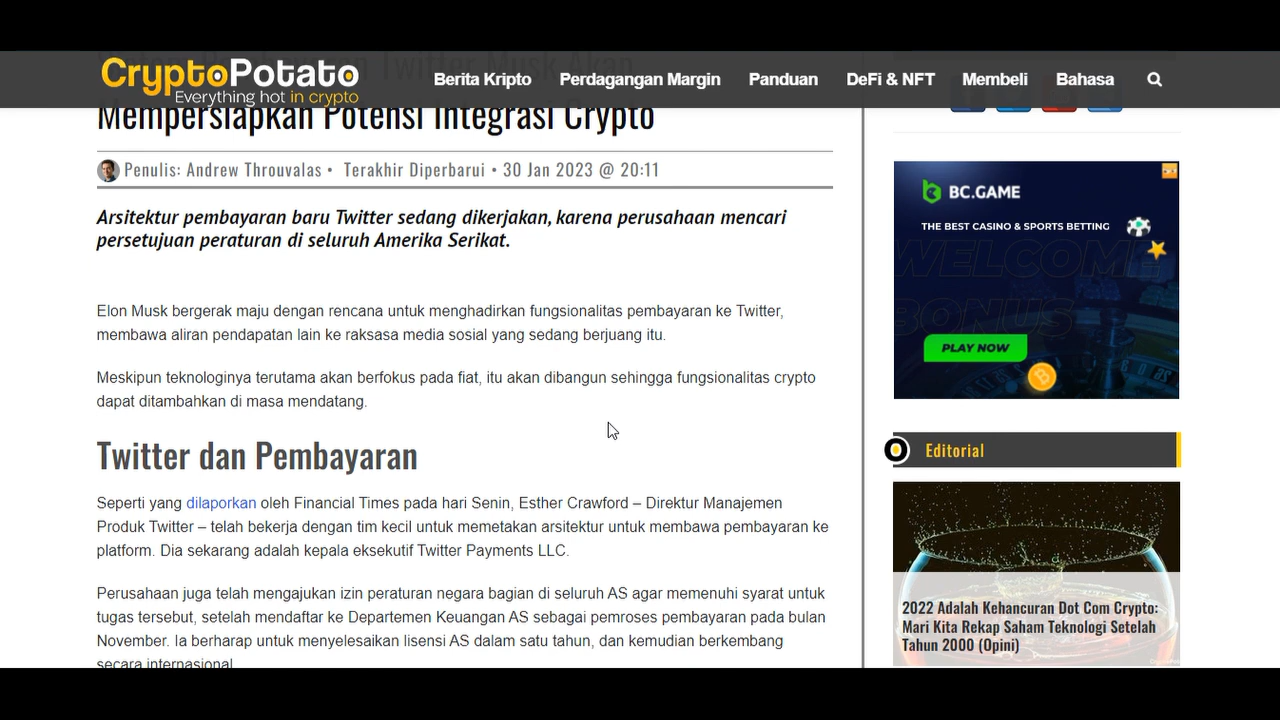 CryptoPotato
Everything hot in crypto
Berita Kripto
Perdagangan Margin
Panduan
DeFi & NFT
Membeli
Bahasa
Twitter Musk Akan
Mempersiapkan Potensi Integrasi Crypto
Penulis: Andrew Throuvalas • Terakhir Diperbarui • 30 Jan 2023 @ 20:11
Arsitektur pembayaran baru Twitter sedang dikerjakan, karena perusahaan mencari
persetujuan peraturan di seluruh Amerika Serikat.
Elon Musk bergerak maju dengan rencana untuk menghadirkan fungsionalitas pembayaran ke Twitter,
membawa aliran pendapatan lain ke raksasa media sosial yang sedang berjuang itu.
Meskipun teknologinya terutama akan berfokus pada fiat, itu akan dibangun sehingga fungsionalitas crypto
dapat ditambahkan di masa mendatang.
Twitter dan Pembayaran
Seperti yang dilaporkan oleh Financial Times pada hari Senin, Esther Crawford – Direktur Manajemen
Produk Twitter – telah bekerja dengan tim kecil untuk memetakan arsitektur untuk membawa pembayaran ke
platform. Dia sekarang adalah kepala eksekutif Twitter Payments LLC.
Perusahaan juga telah mengajukan izin peraturan negara bagian di seluruh AS agar memenuhi syarat untuk
tugas tersebut, setelah mendaftar ke Departemen Keuangan AS sebagai pemroses pembayaran pada bulan
November. Ia berharap untuk menyelesaikan lisensi AS dalam satu tahun, dan kemudian berkembang
secara internasional
BC.GAME
THE BEST CASINO & SPORTS BETTING
WELCOME
BONUS
PLAY NOW
Editorial
2022 Adalah Kehancuran Dot Com Crypto:
Mari Kita Rekap Saham Teknologi Setelah
Tahun 2000 (Opini)